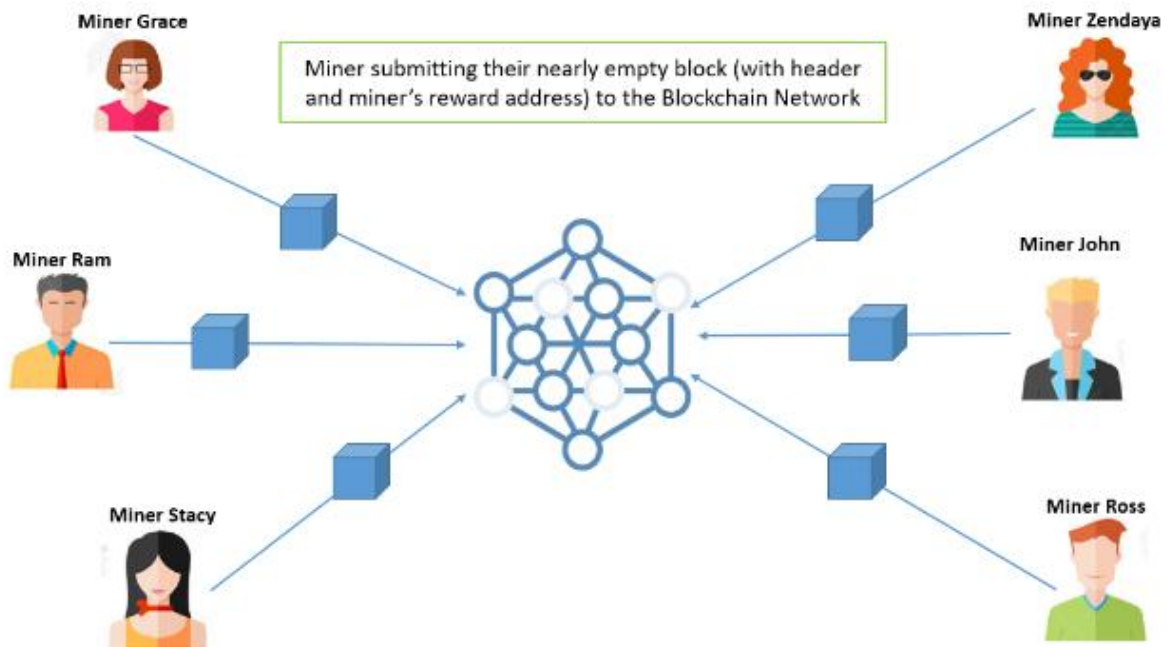 Miner Grace
Miner Zendaya
Miner submitting their nearly empty block (with header
and miner's reward address) to the Blockchain Network
Miner Ram
Miner John
Miner Stacy
Miner Ross